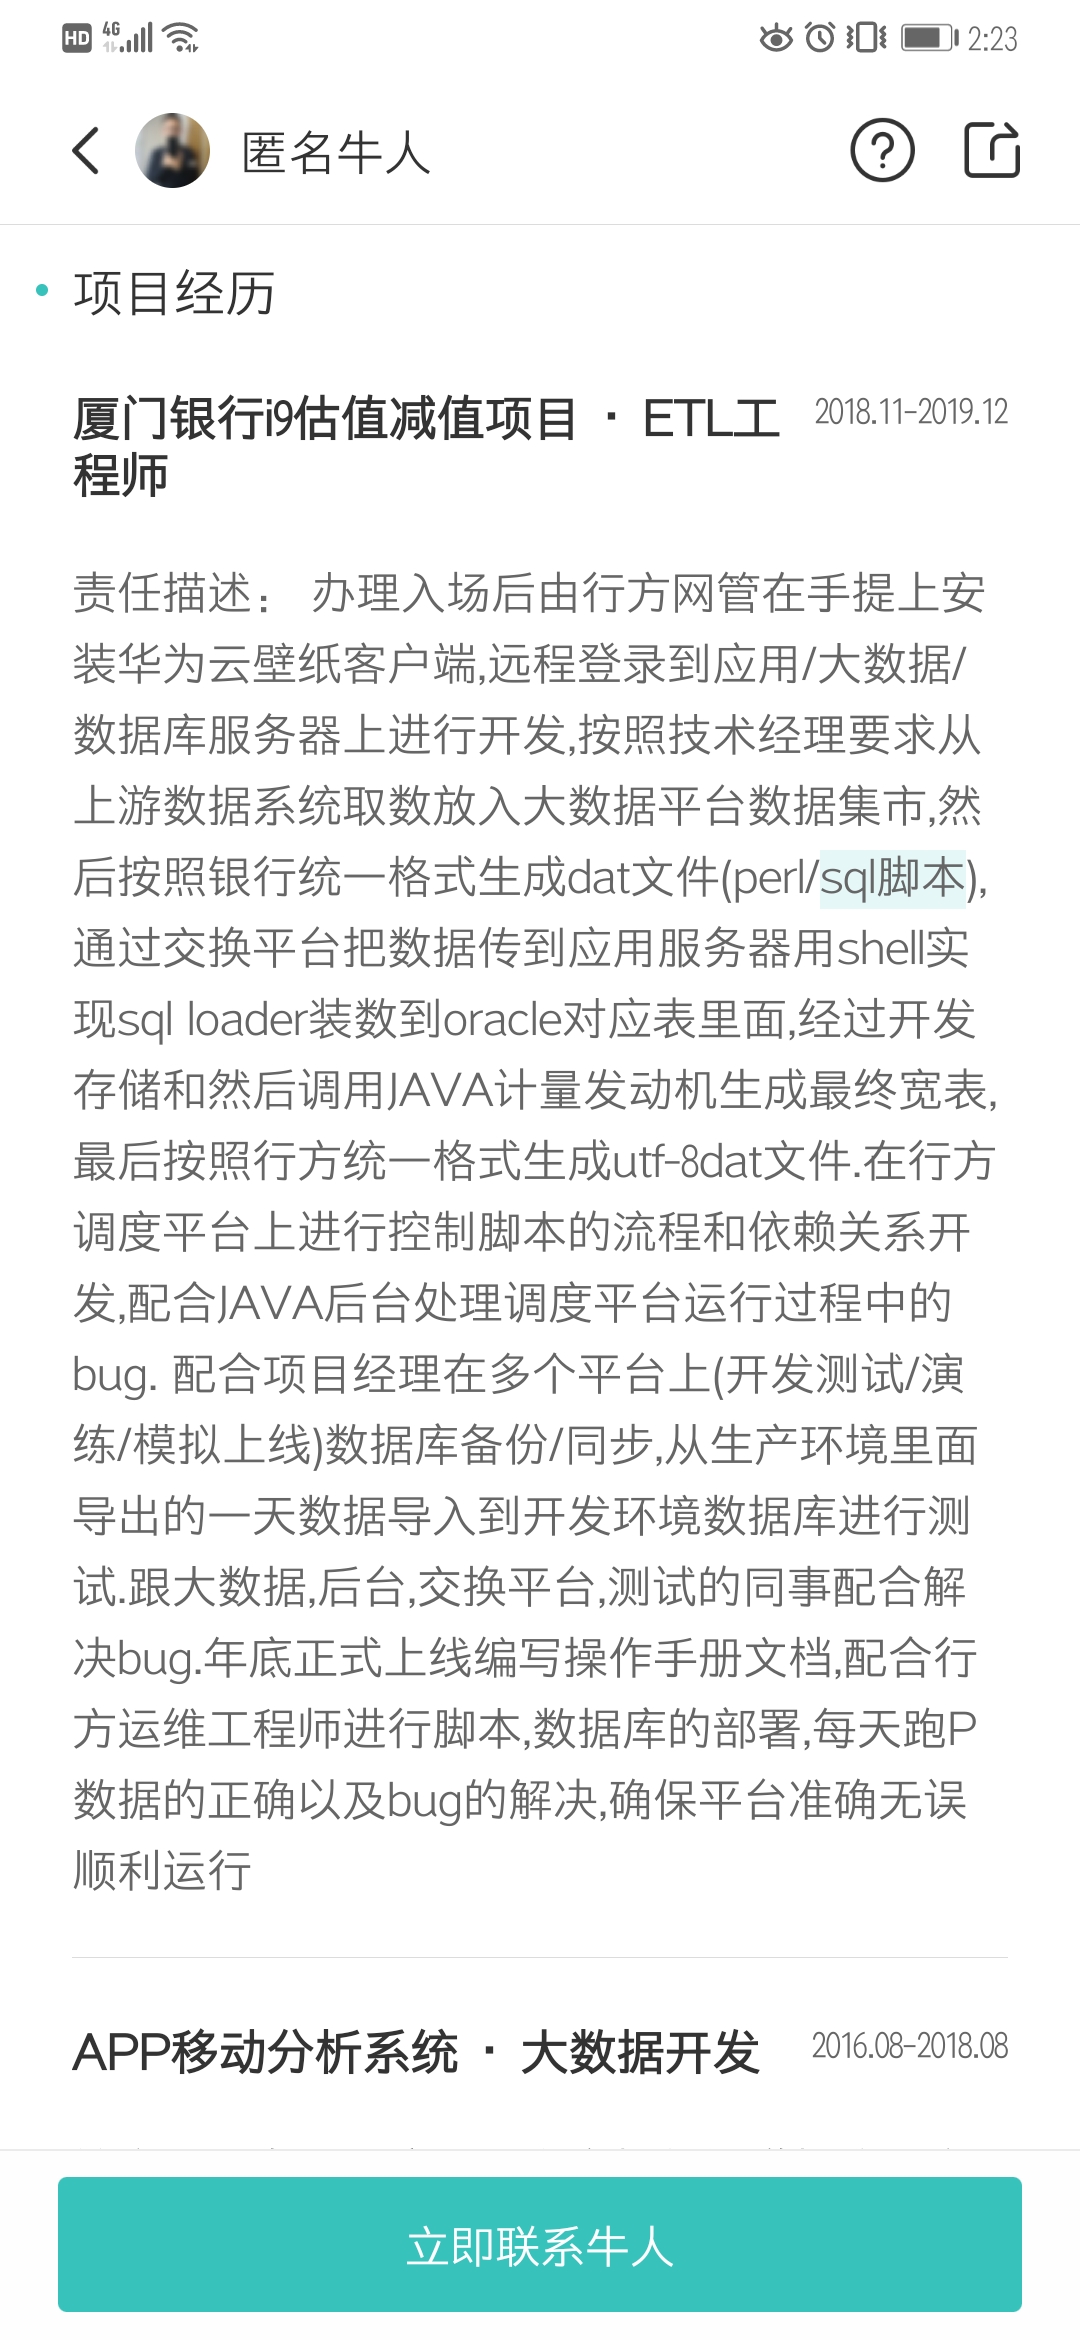 HD 4G 2:23
匿名牛人
项目经历
厦门银行i9估值减值项目 · ETL工 2018.11-2019.12
程师
责任描述： 办理入场后由行方网管在手提上安
装华为云壁纸客户端,远程登录到应用/大数据/
数据库服务器上进行开发,按照技术经理要求从
上游数据系统取数放入大数据平台数据集市,然
后按照银行统一格式生成dat文件(perl/sql脚本),
通过交换平台把数据传到应用服务器用shell实
现sql loader装数到oracle对应表里面,经过开发
存储和然后调用JAVA计量发动机生成最终宽表,
最后按照行方统一格式生成utf-8dat文件.在行方
调度平台上进行控制脚本的流程和依赖关系开
发,配合JAVA后台处理调度平台运行过程中的
bug. 配合项目经理在多个平台上(开发测试/演
练/模拟上线)数据库备份/同步,从生产环境里面
导出的一天数据导入到开发环境数据库进行测
试.跟大数据,后台,交换平台,测试的同事配合解
决bug.年底正式上线编写操作手册文档,配合行
方运维工程师进行脚本,数据库的部署,每天跑P
数据的正确以及bug的解决,确保平台准确无误
顺利运行
APP移动分析系统 · 大数据开发 2016.08-2018.08
立即联系牛人